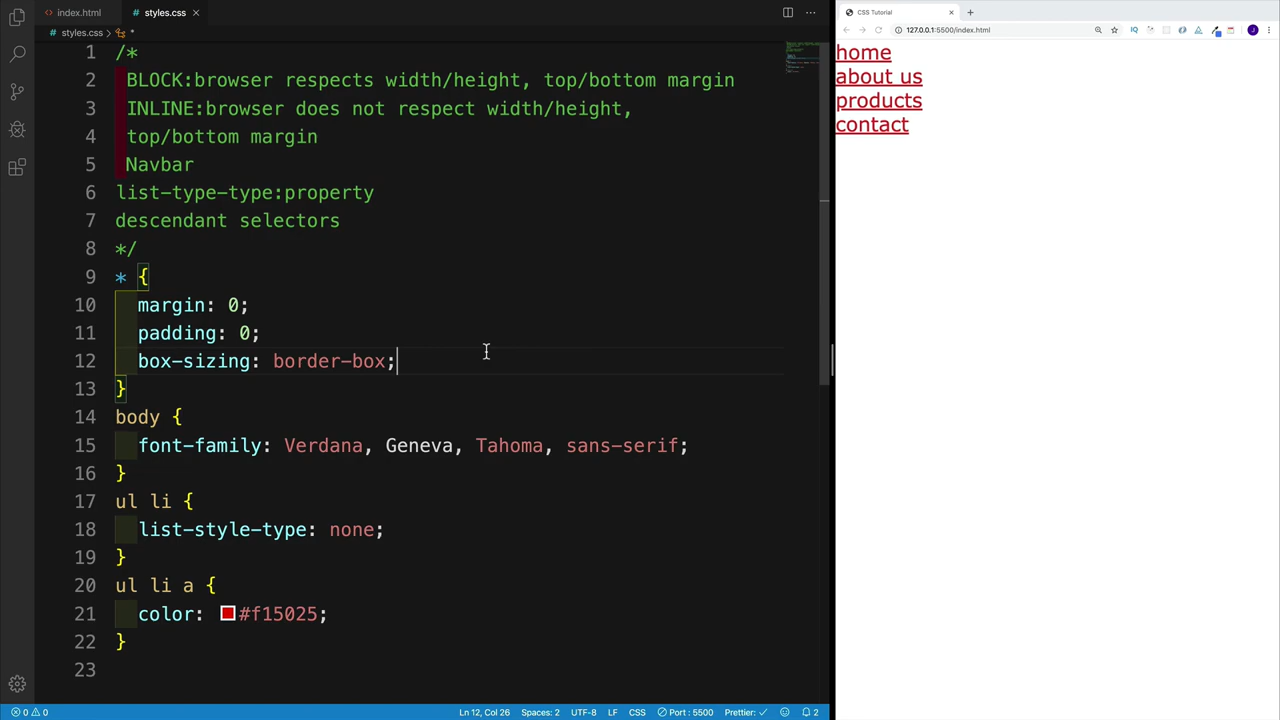 index.html
styles.css
styles.css
*
1 /*
2 BLOCK:browser respects width/height, top/bottom margin
3 INLINE:browser does not respect width/height,
4 top/bottom margin
5 Navbar
6 list-type-type:property
7 descendant selectors
8 */
9 * {
10 margin: 0;
11 padding: 0;
12 box-sizing: border-box;
13 }
14 body {
15 font-family: Verdana, Geneva, Tahoma, sans-serif;
16 }
17 ul li {
18 list-style-type: none;
19 }
20 ul li a {
21 color: #f15025;
22 }
23
0 0
Ln 12, Col 26
Spaces: 2
UTF-8
LF
CSS
Port : 5500
Prettier:
2
CSS Tutorial
127.0.0.1:5500/index.html
IQ
J
home
about us
products
contact